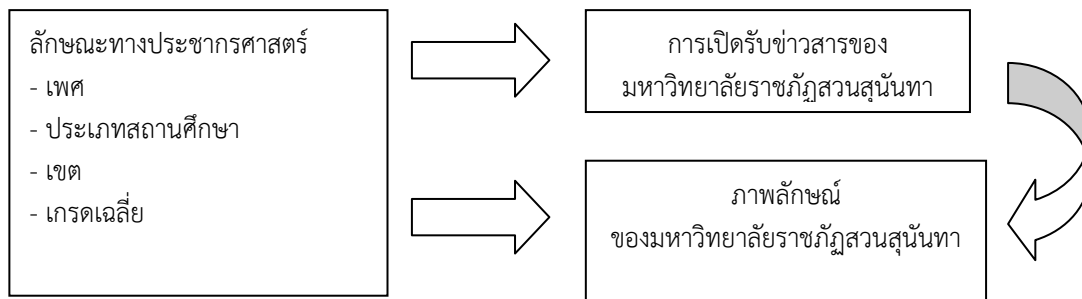 ลักษณะทางประชากรศาสตร์
- เพศ
- ประเภทสถานศึกษา
- เขต
- เกรดเฉลี่ย
การเปิดรับข่าวสารของ
มหาวิทยาลัยราชภัฏสวนสุนันทา
ภาพลักษณ์
ของมหาวิทยาลัยราชภัฏสวนสุนันทา